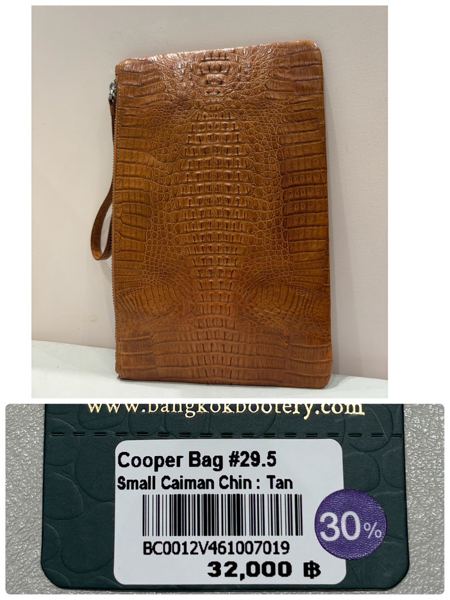 www.bangkokbootery.com
Cooper Bag #29.5
Small Caiman Chin : Tan
30%
BC0012V461007019
32,000 ฿